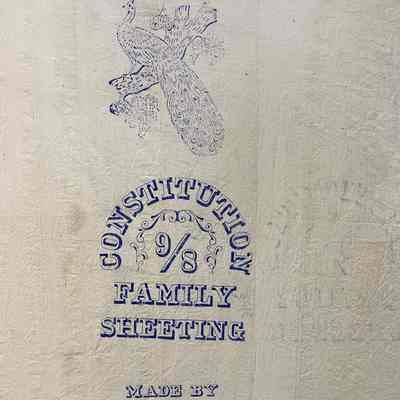 CONSTITUTION
9/8
FAMILY
SHEETING
MADE BY